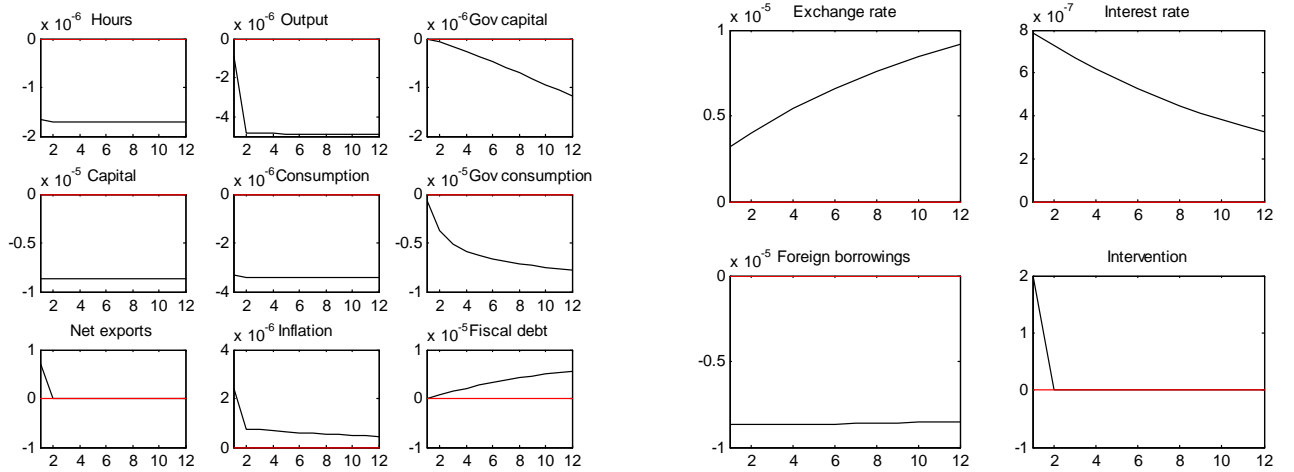 x 10^-6 Hours
0
-1
-2
2 4 6 8 10 12
x 10^-6 Output
0
-2
-4
2 4 6 8 10 12
x 10^-6 Gov capital
0
-1
-2
2 4 6 8 10 12
x 10^-5 Capital
0
-0.5
-1
2 4 6 8 10 12
x 10^-6 Consumption
0
-2
-4
2 4 6 8 10 12
x 10^-5 Gov consumption
0
-0.5
-1
2 4 6 8 10 12
Net exports
1
0
-1
2 4 6 8 10 12
x 10^-6 Inflation
4
2
0
2 4 6 8 10 12
x 10^-5 Fiscal debt
1
0
-1
2 4 6 8 10 12
x 10^-5 Exchange rate
1
0.5
0
2 4 6 8 10 12
x 10^-7 Interest rate
8
6
4
2
0
2 4 6 8 10 12
x 10^-5 Foreign borrowings
0
-0.5
-1
2 4 6 8 10 12
Intervention
2
1
0
-1
2 4 6 8 10 12